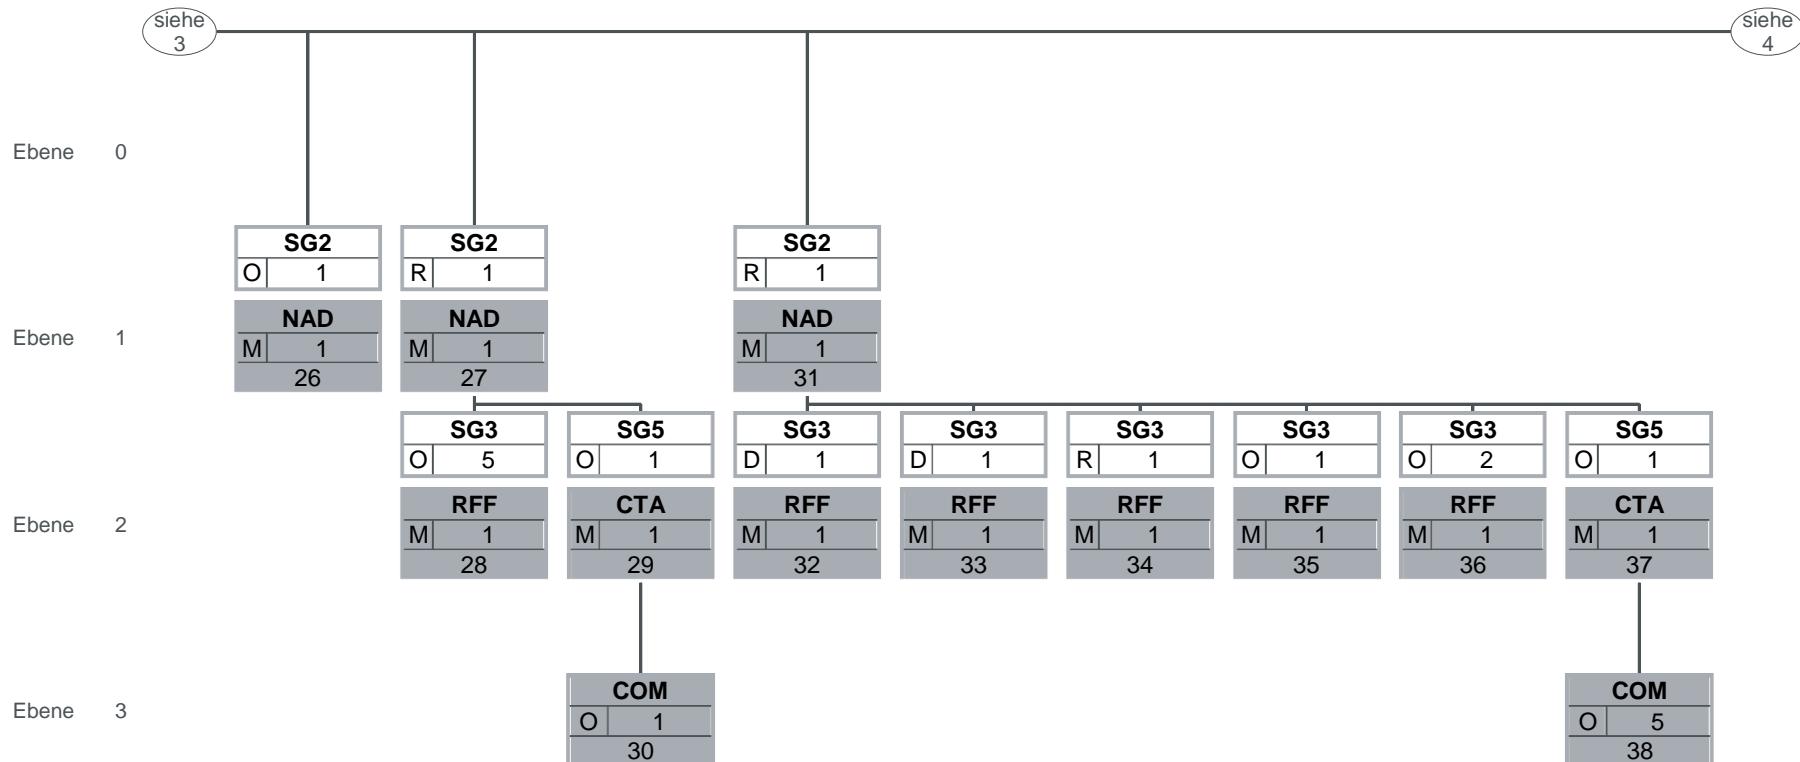 siehe
3
siehe
4
Ebene 0
SG2
O 1
SG2
R 1
SG2
R 1
Ebene 1
NAD
M 1
26
NAD
M 1
27
NAD
M 1
31
SG3
O 5
SG5
O 1
SG3
D 1
SG3
D 1
SG3
R 1
SG3
O 1
SG3
O 2
SG5
O 1
Ebene 2
RFF
M 1
28
CTA
M 1
29
RFF
M 1
32
RFF
M 1
33
RFF
M 1
34
RFF
M 1
35
RFF
M 1
36
CTA
M 1
37
Ebene 3
COM
O 1
30
COM
O 5
38